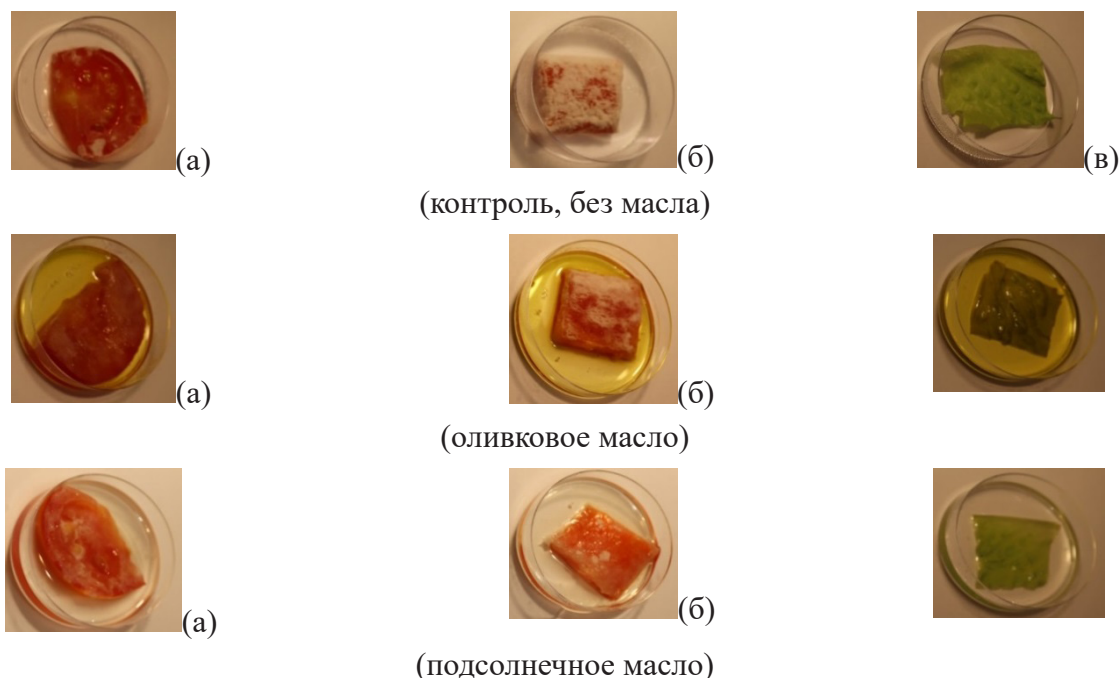 (а) (б) (в)
(контроль, без масла)
(а) (б)
(оливковое масло)
(а) (б)
(подсолнечное масло)